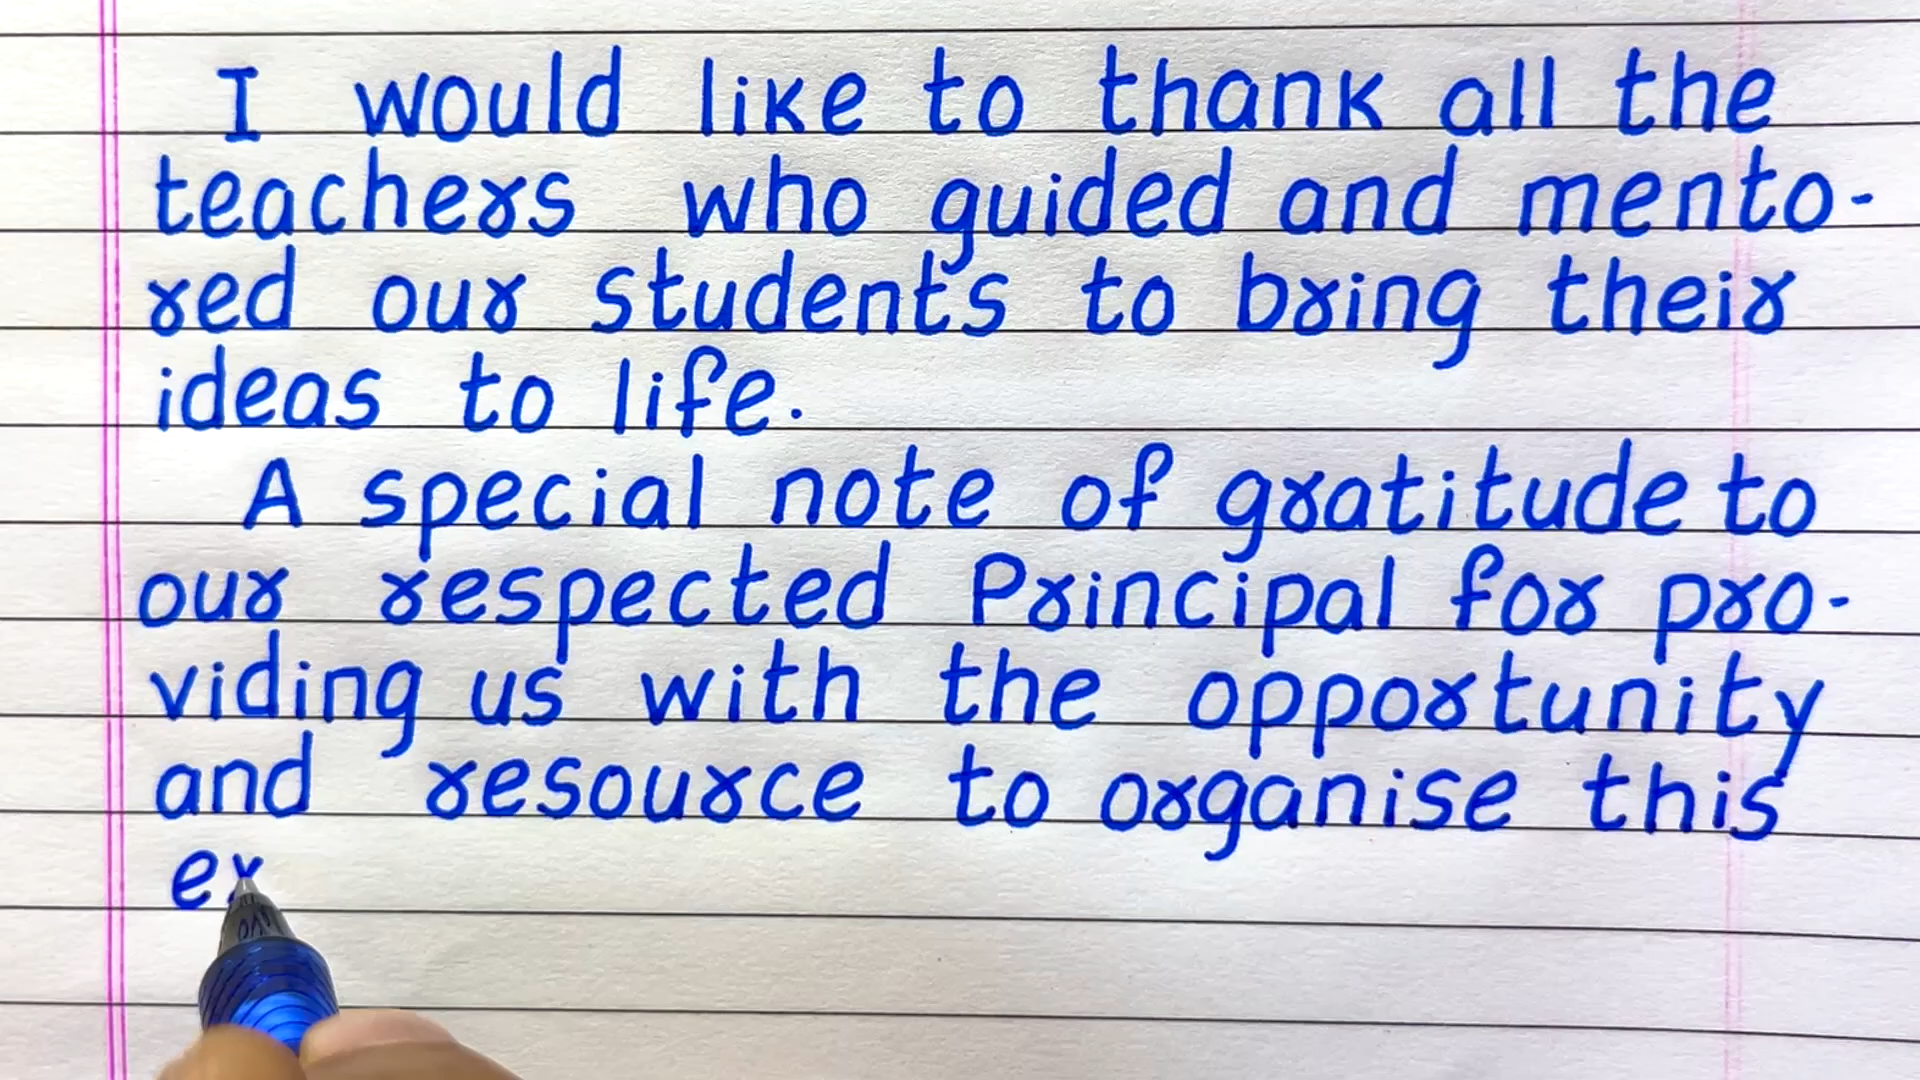 I would like to thank all the
teachers who guided and mento-
red our students to bring their
ideas to life.
A special note of gratitude to
our respected Principal for pro-
viding us with the opportunity
and resource to organise this